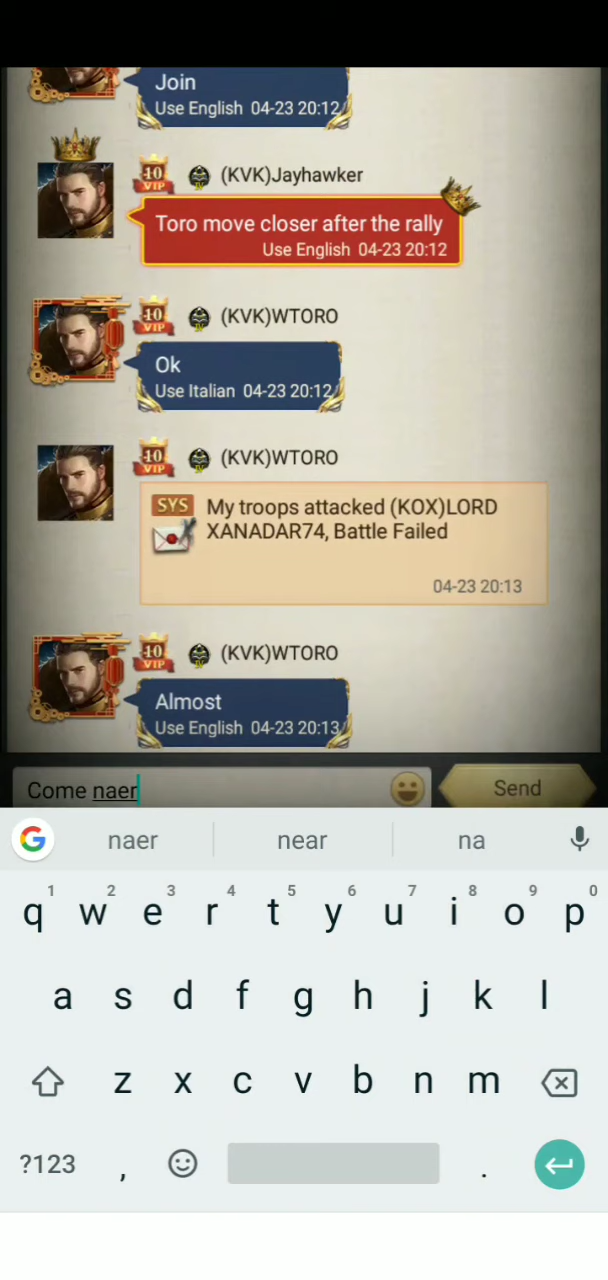 Join
Use English 04-23 20:12
10
VIP
(KVK)Jayhawker
Toro move closer after the rally
Use English 04-23 20:12
10
VIP
(KVK)WTORO
Ok
Use Italian 04-23 20:12
10
VIP
(KVK)WTORO
SYS
My troops attacked (KOX)LORD
XANADAR74, Battle Failed
04-23 20:13
10
VIP
(KVK)WTORO
Almost
Use English 04-23 20:13
Come naer
Send
G
naer near na
1 2 3 4 5 6 7 8 9 0
q w e r t y u i o p
a s d f g h j k l
z x c v b n m
?123 , .